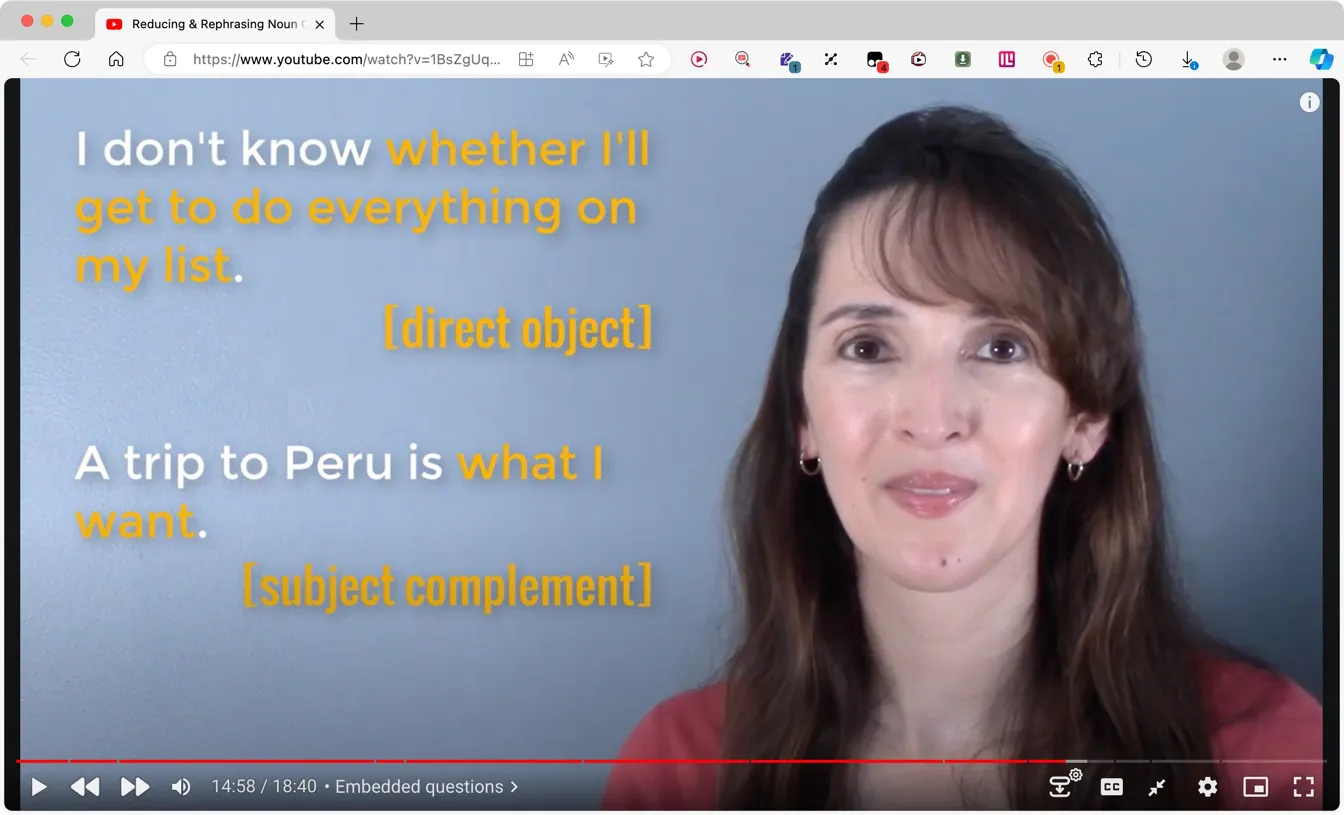 Reducing & Rephrasing Noun
https://www.youtube.com/watch?v=1BsZgUq...
1
4
1
I don't know whether I'll
get to do everything on
my list.
[direct object]
A trip to Peru is what I
want.
[subject complement]
14:58 / 18:40 • Embedded questions
CC